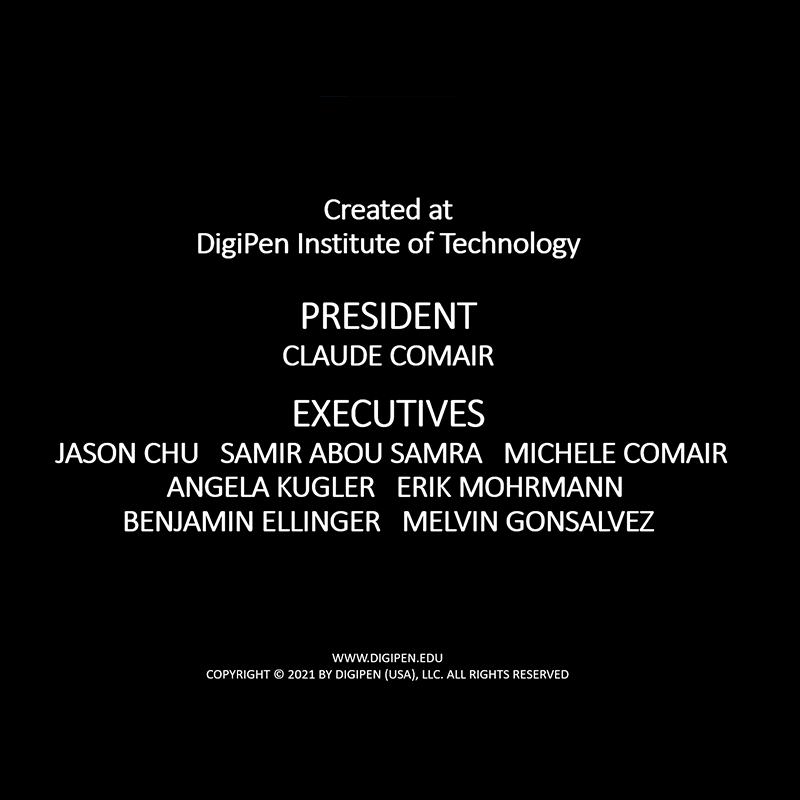 Created at
DigiPen Institute of Technology
PRESIDENT
CLAUDE COMAIR
EXECUTIVES
JASON CHU SAMIR ABOU SAMRA MICHELE COMAIR
ANGELA KUGLER ERIK MOHRMANN
BENJAMIN ELLINGER MELVIN GONSALVEZ
WWW.DIGIPEN.EDU
COPYRIGHT © 2021 BY DIGIPEN (USA), LLC. ALL RIGHTS RESERVED